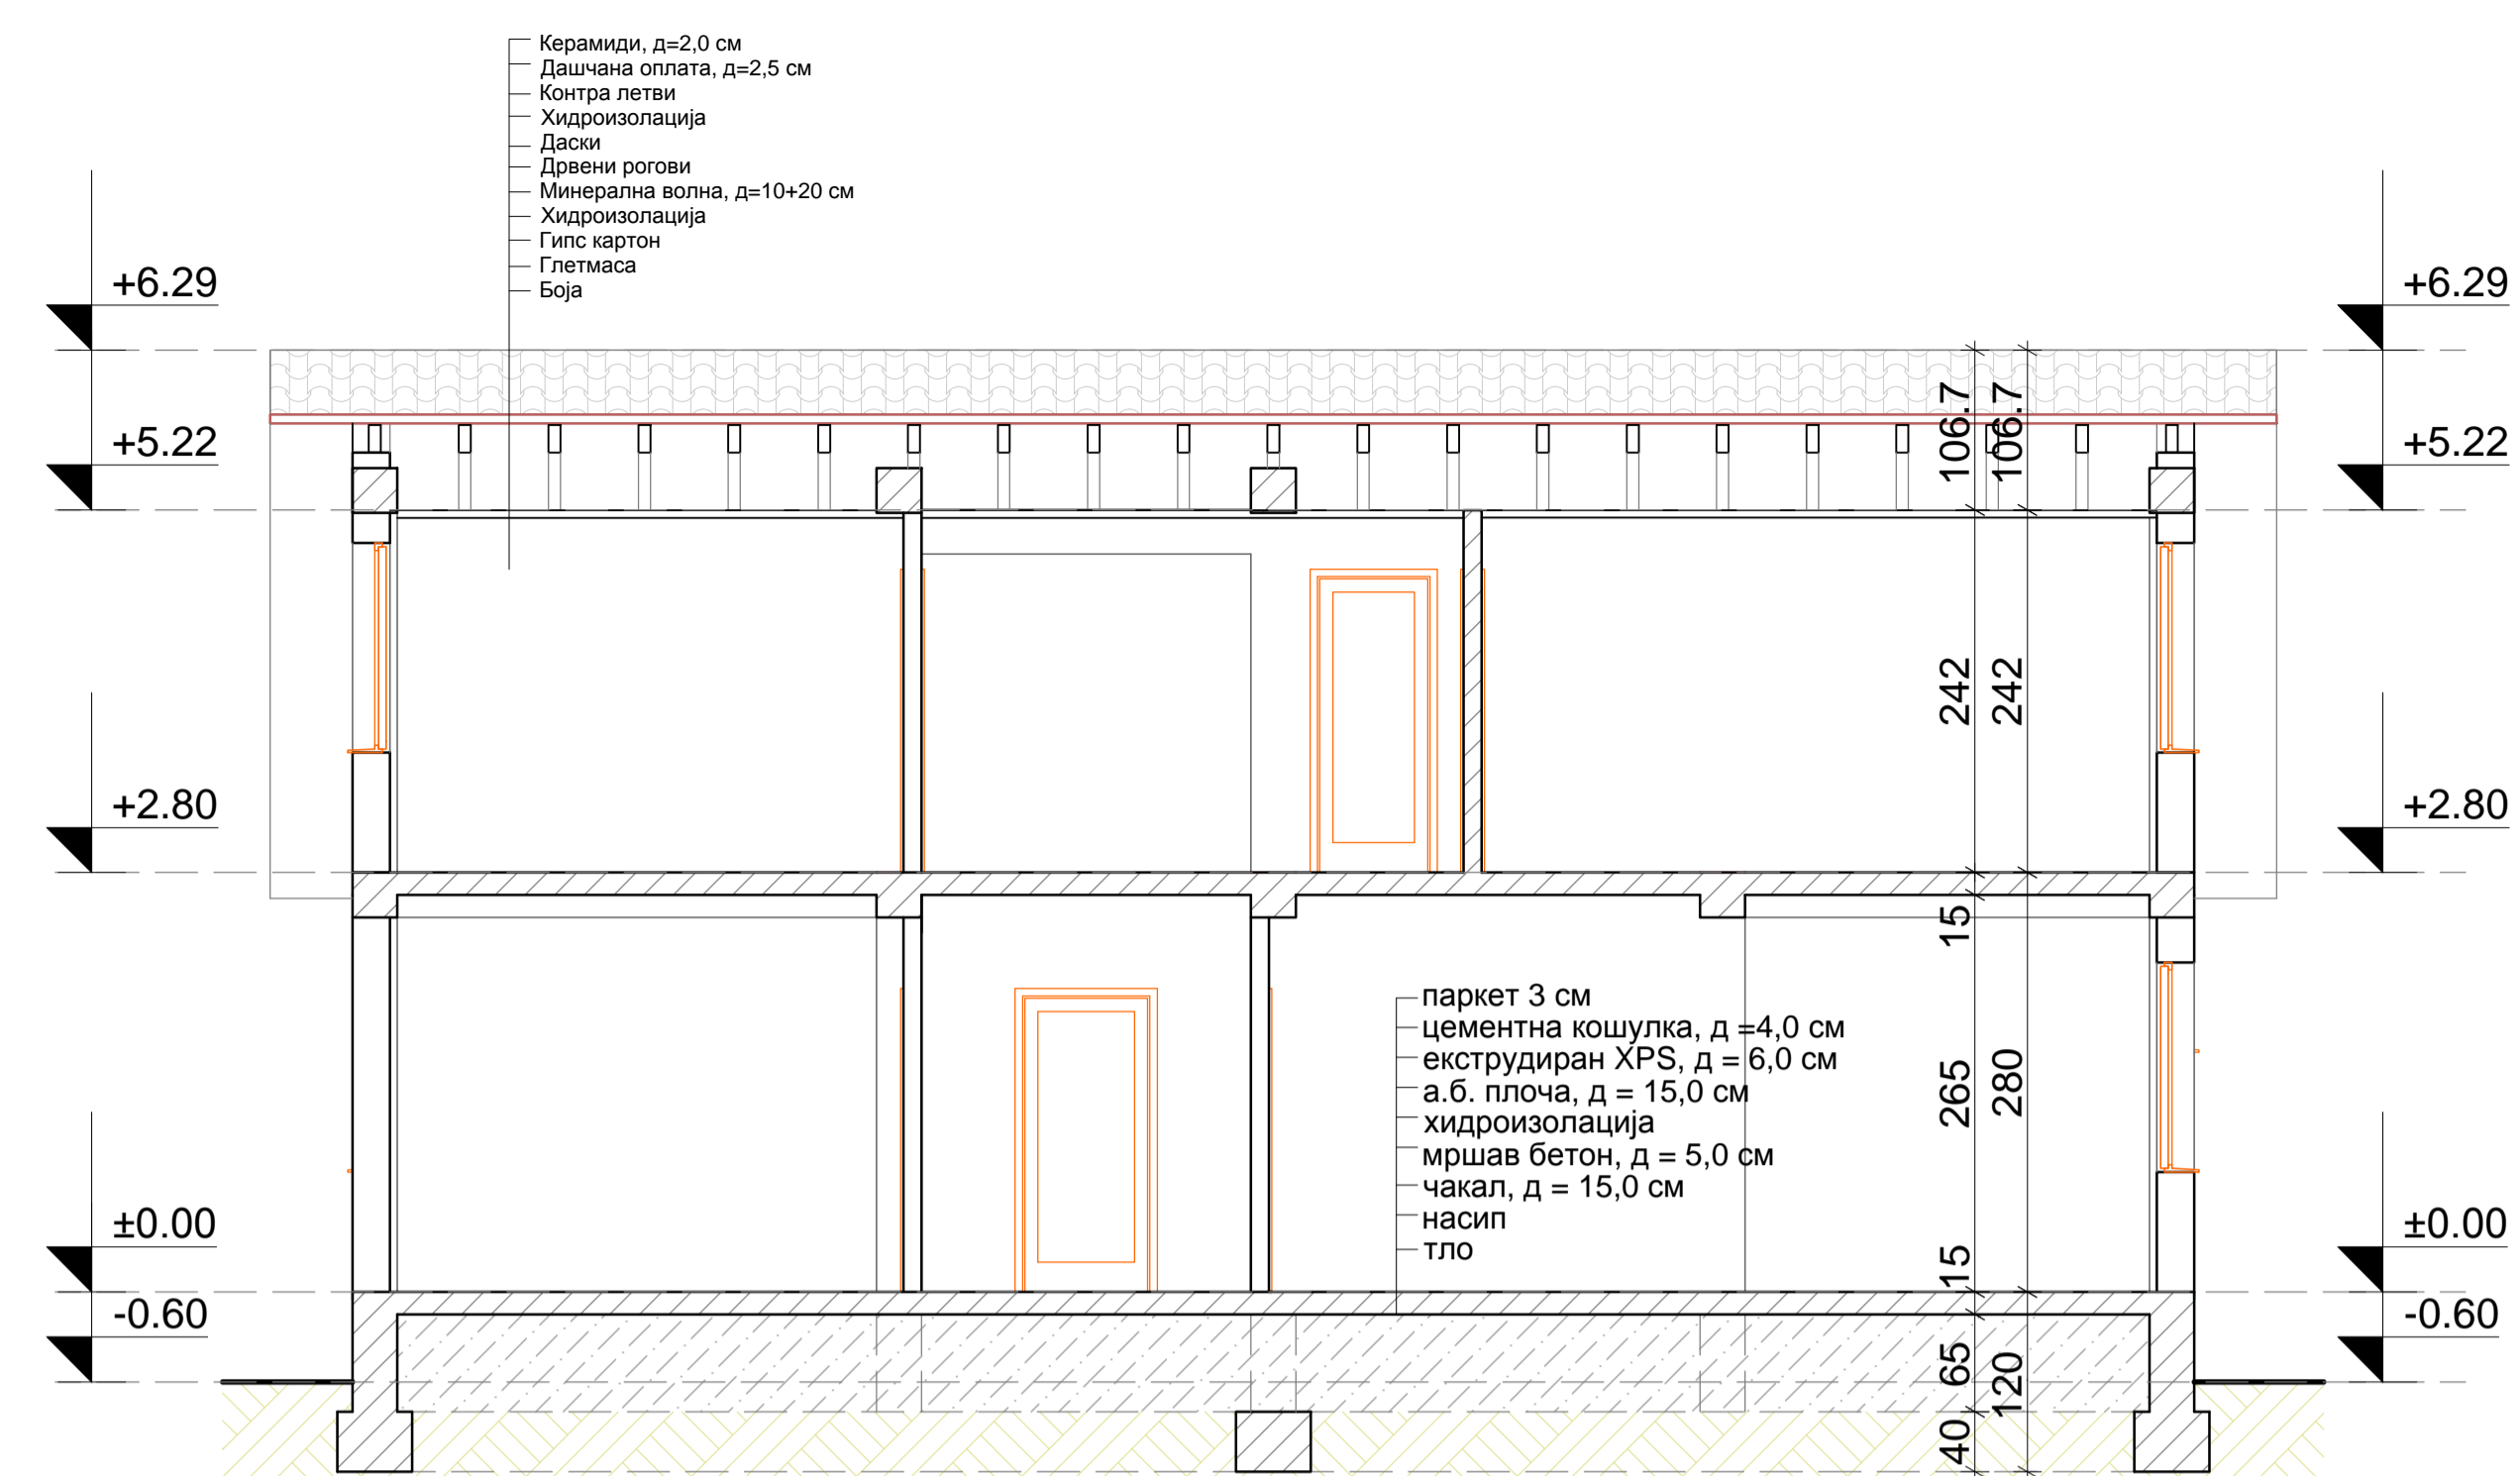 Керамиди, д=2,0 см
Дашчана оплата, д=2,5 см
Контра летви
Хидроизолација
Даски
Дрвени рогови
Минерална волна, д=10+20 см
Хидроизолација
Гипс картон
Глетмаса
Боја
+6.29
+6.29
+5.22
106.7
106.7
+5.22
242
242
+2.80
+2.80
15
паркет 3 см
цементна кошулка, д =4,0 см
екструдиран XPS, д = 6,0 см
а.б. плоча, д = 15,0 см
хидроизолација
мршав бетон, д = 5,0 см
чакал, д = 15,0 см
насип
тло
265
280
±0.00
15
±0.00
-0.60
-0.60
65
120
40